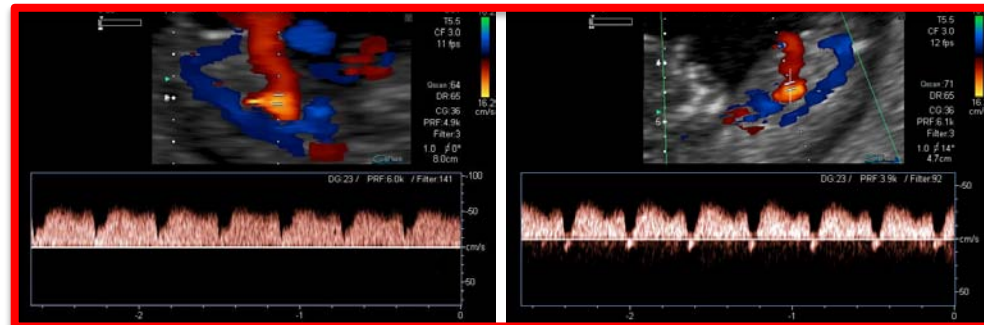 T5.5
CF 3.0
11 fps
Qscan :64
DR:65
16.2
cm/s
CG:36
PRF:4.9k
Filter:3
1.0
0°
8.0cm
DG:23 / PRF:6.0k / Filter:141
-100
-50
-cm/s
-50
-2
-1
0
T5.5
CF 3.0
12 fps
Qscan :71
DR:65
16.2
cm/s
CG:36
PRF:6.1k
Filter:3
1.0
14°
4.7cm
DG:23 / PRF:3.9k / Filter:92
-50
-cm/s
-50
-2
-1
0